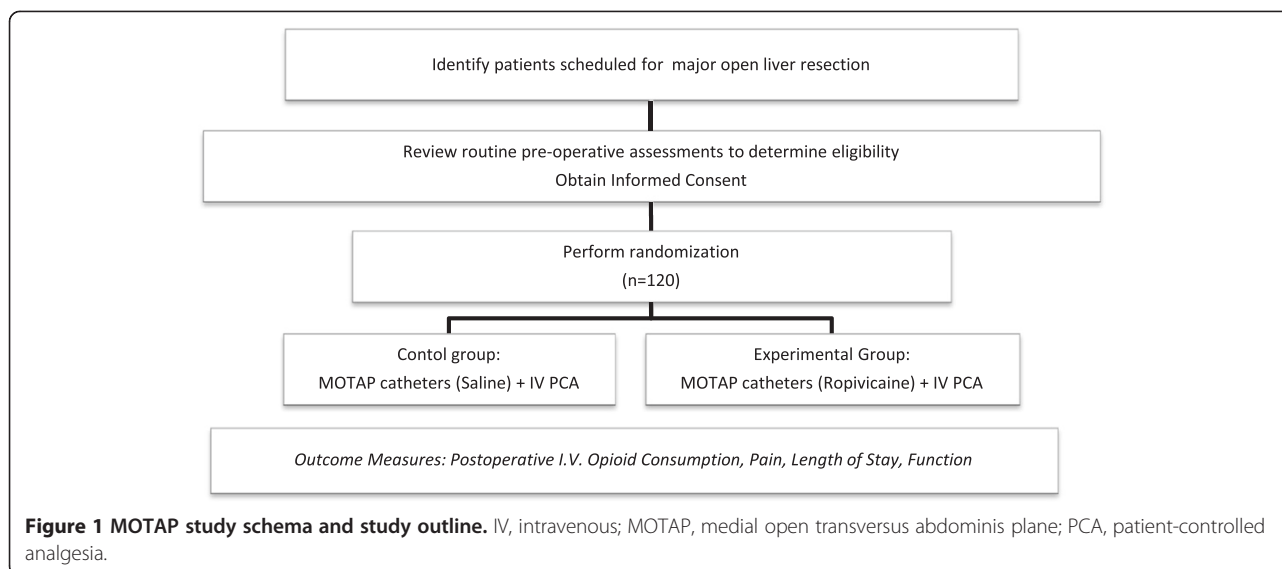 Identify patients scheduled for major open liver resection
Review routine pre-operative assessments to determine eligibility
Obtain Informed Consent
Perform randomization
(n=120)
Contol group:
MOTAP catheters (Saline) + IV PCA
Experimental Group:
MOTAP catheters (Ropivicaine) + IV PCA
Outcome Measures: Postoperative I.V. Opioid Consumption, Pain, Length of Stay, Function
Figure 1 MOTAP study schema and study outline. IV, intravenous; MOTAP, medial open transversus abdominis plane; PCA, patient-controlled
analgesia.